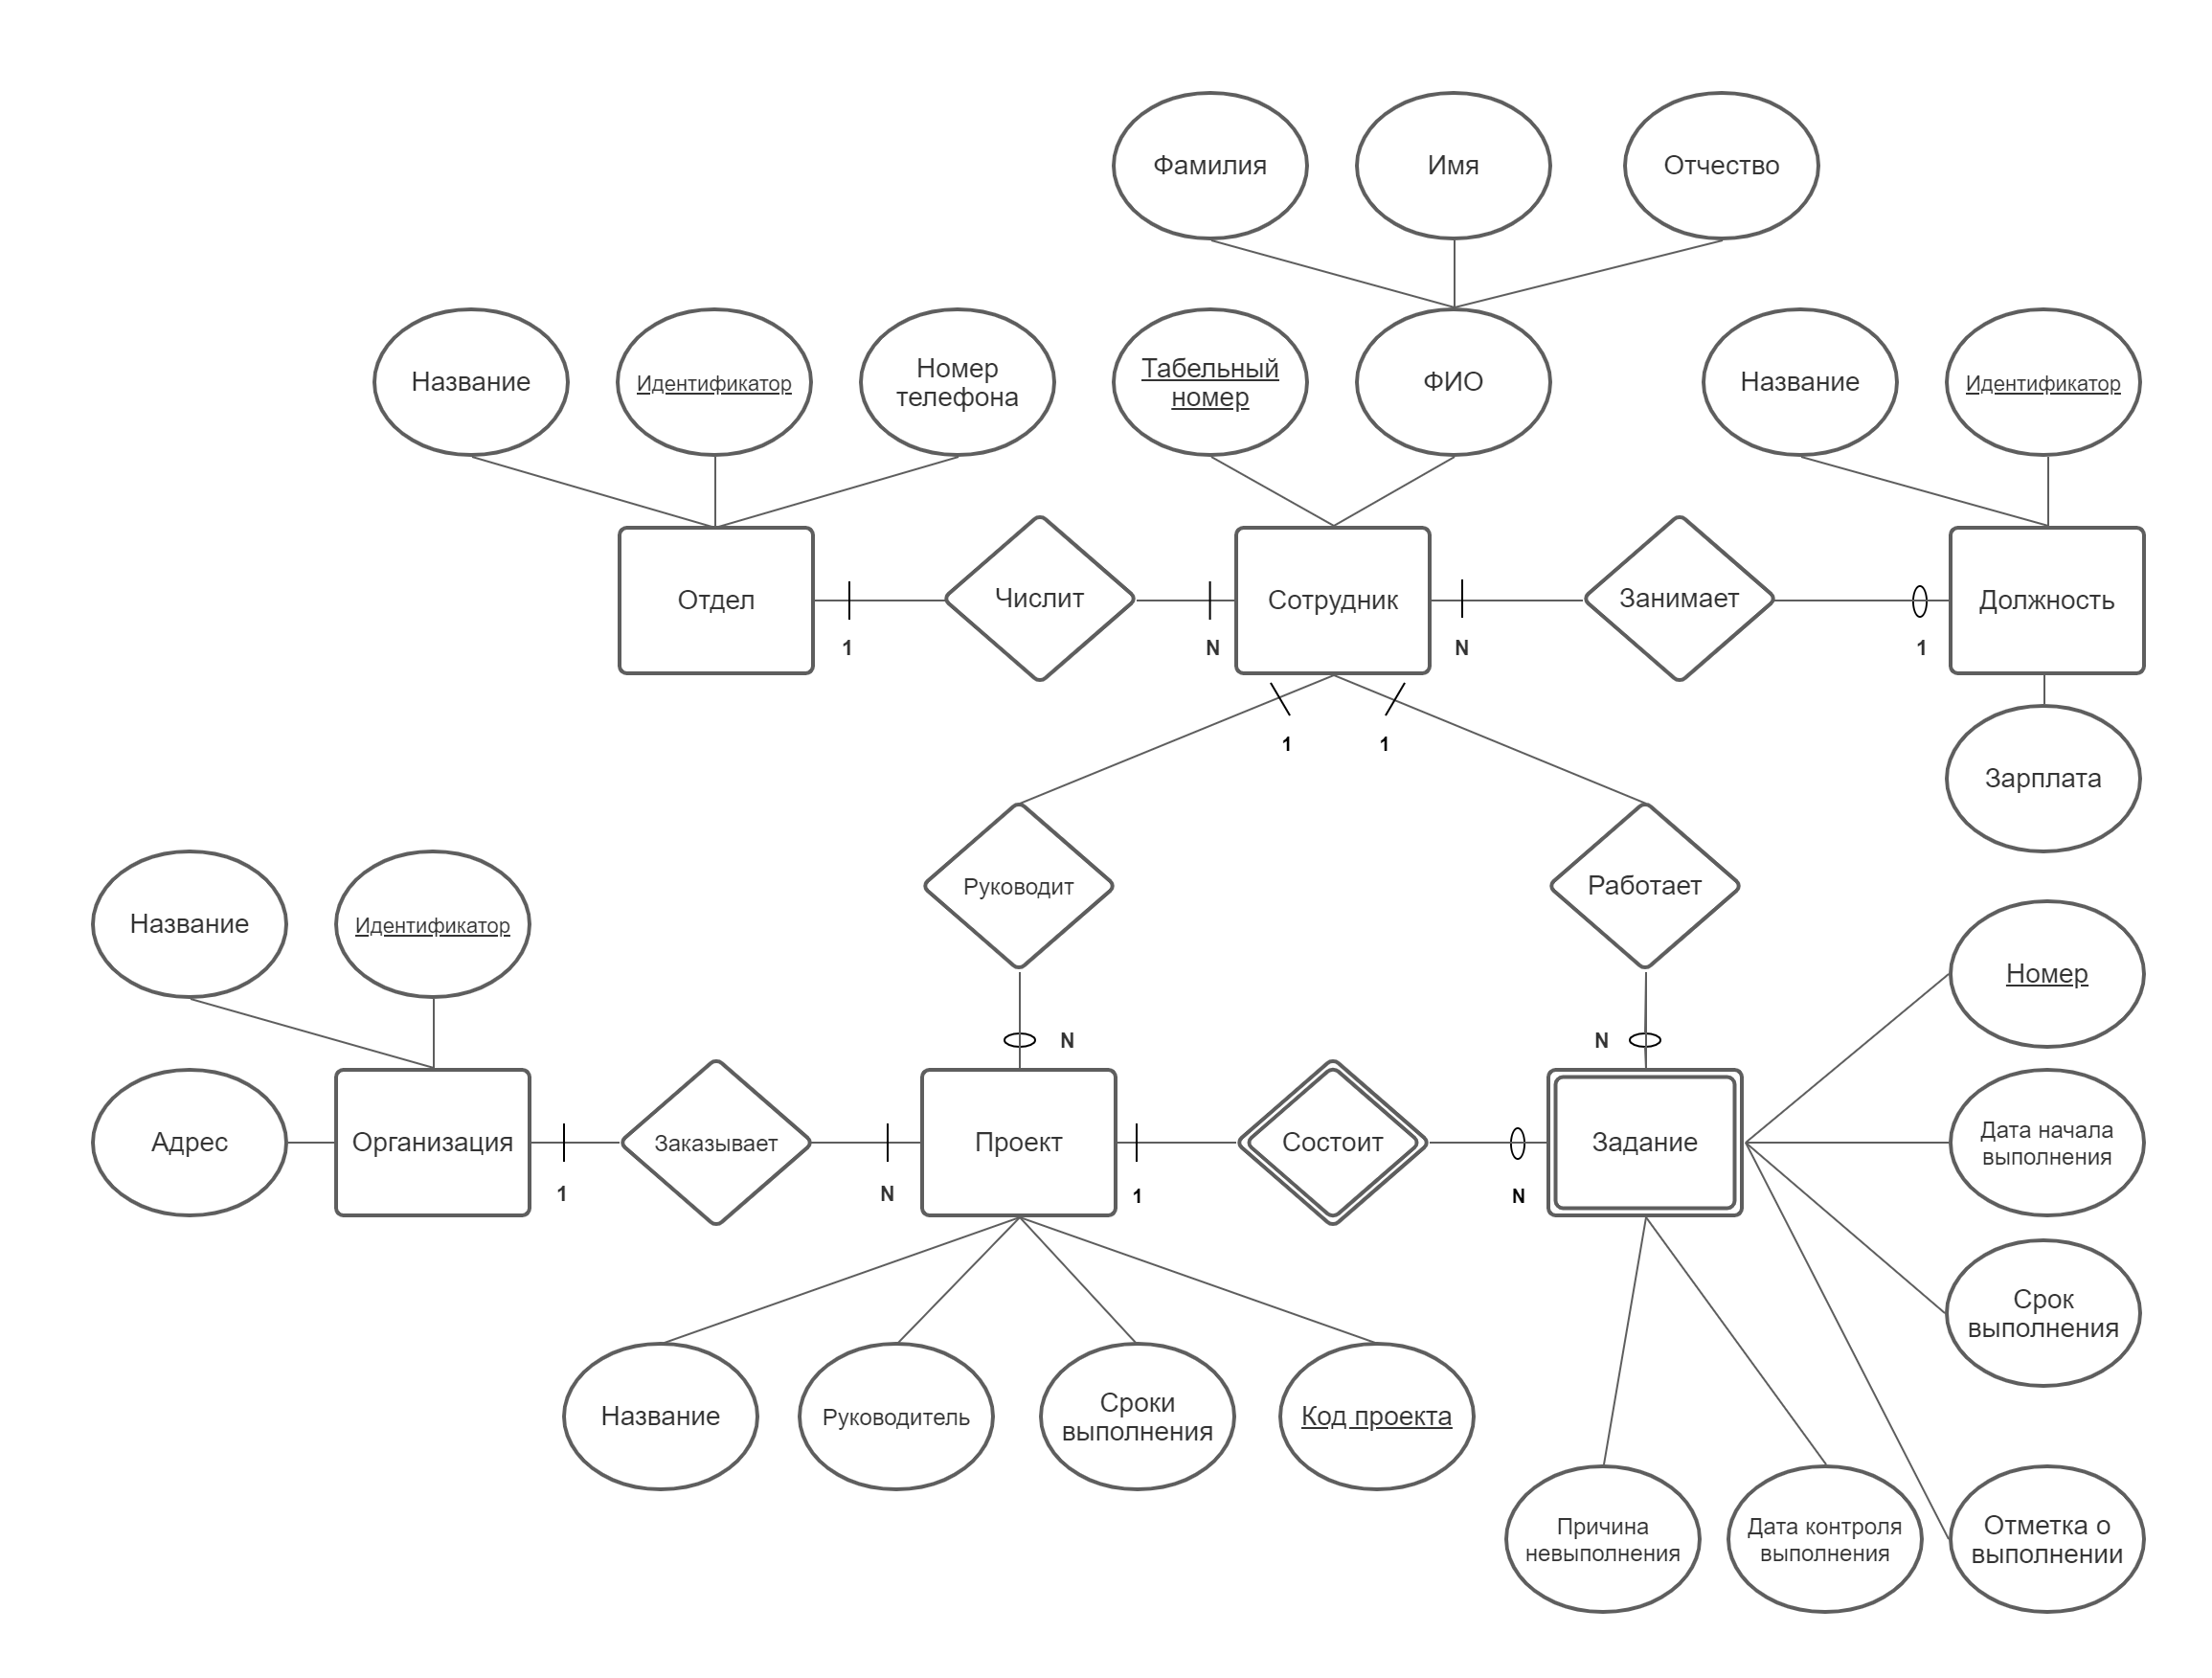 Фамилия
Имя
Отчество
Название
Идентификатор
Номер
телефона
Табельный
номер
ФИО
Название
Идентификатор
Отдел
Числит
Сотрудник
Занимает
Должность
1
N
N
1
1
1
Зарплата
Руководит
Работает
Название
Идентификатор
Номер
N
N
Адрес
Организация
Заказывает
Проект
Состоит
Задание
Дата начала
выполнения
1
N
1
N
Срок
выполнения
Название
Руководитель
Сроки
выполнения
Код проекта
Причина
невыполнения
Дата контроля
выполнения
Отметка о
выполнении